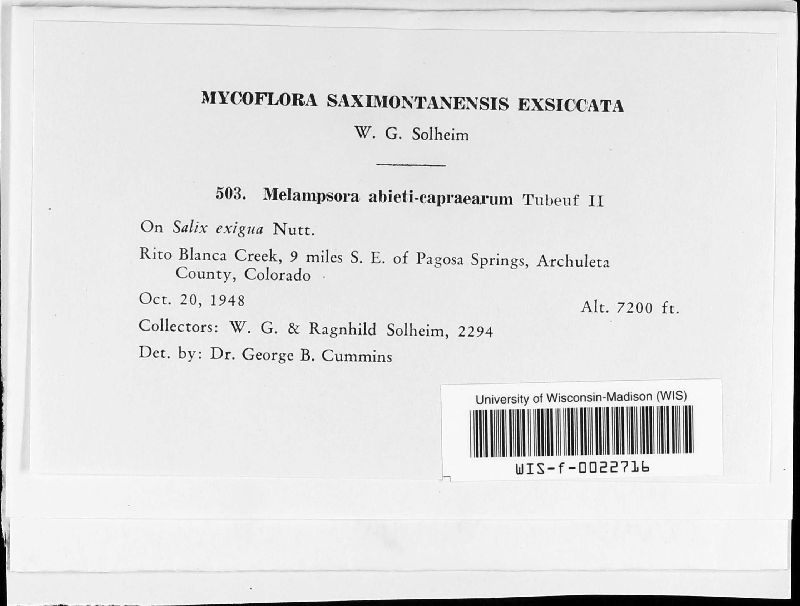 MYCOFLORA SAXIMONTANENSIS EXSICCATA
W. G. Solheim
503. Melampsora abieti-capraearum Tubeuf II
On Salix exigua Nutt.
Rito Blanca Creek, 9 miles S. E. of Pagosa Springs, Archuleta
County, Colorado
Oct. 20, 1948
Alt. 7200 ft.
Collectors: W. G. & Ragnhild Solheim, 2294
Det. by: Dr. George B. Cummins
University of Wisconsin-Madison (WIS)
WIS-f-0022716